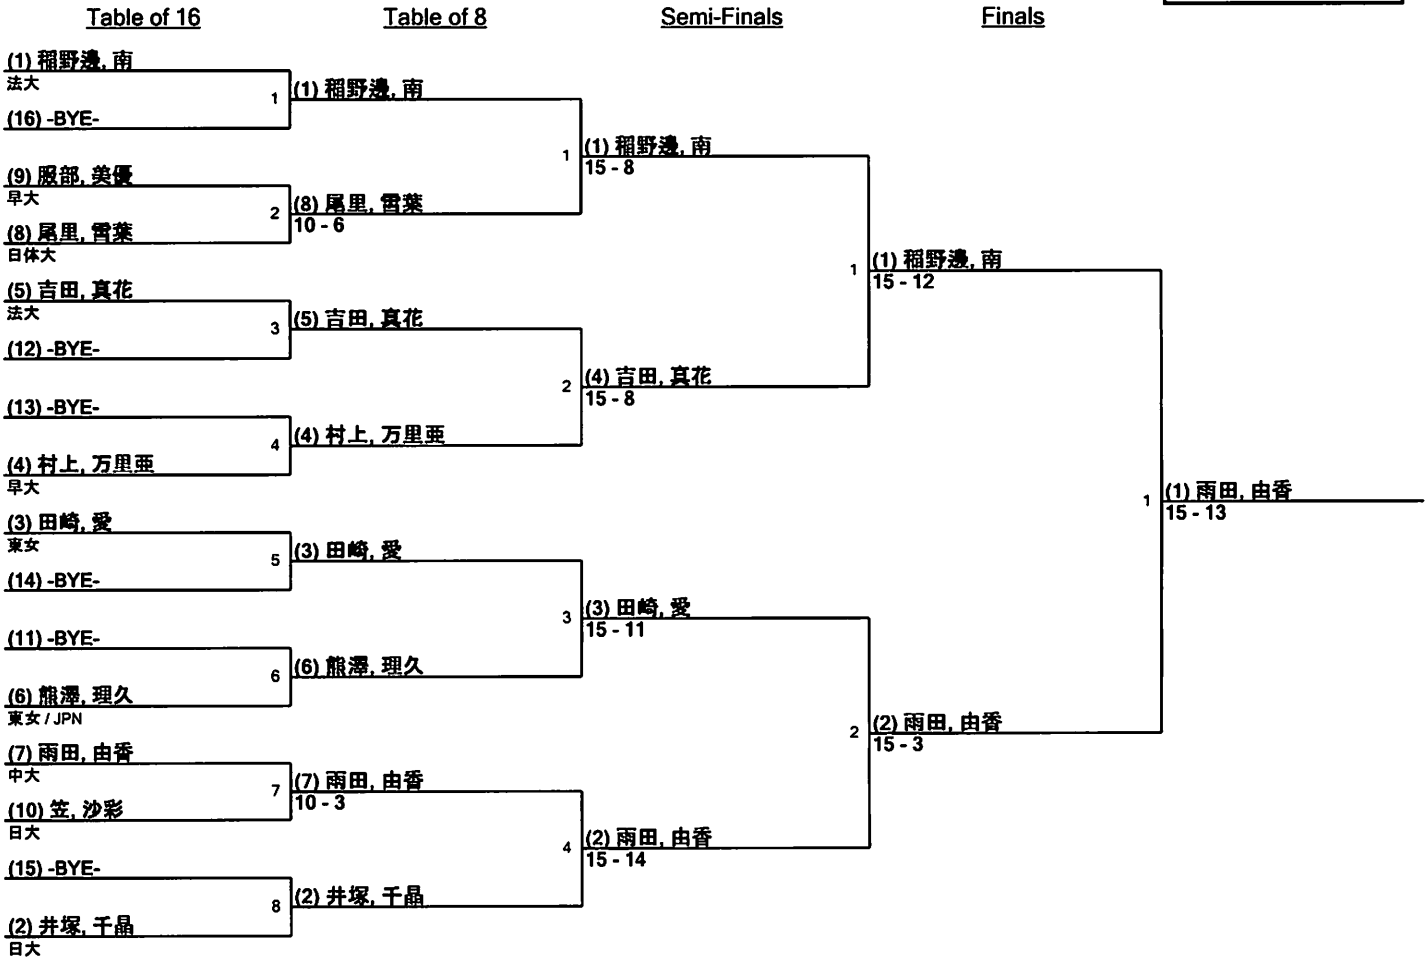 Table of 16
Table of 8
Semi-Finals
Finals
(1) 稲野邊, 南
法大
1
(16) -BYE-
(9) 服部, 美優
早大
2
(8) 尾里, 雪葉
日体大
(5) 吉田, 真花
法大
3
(12) -BYE-
(13) -BYE-
4
(4) 村上, 万里亜
早大
(3) 田崎, 愛
東女
5
(14) -BYE-
(11) -BYE-
6
(6) 熊澤, 理久
東女 / JPN
(7) 雨田, 由香
中大
7
(10) 笠, 沙彩
日大
(15) -BYE-
8
(2) 井塚, 千晶
日大
(1) 稲野邊, 南
1
(8) 尾里, 雪葉
10 - 6
(5) 吉田, 真花
2
(4) 村上, 万里亜
(3) 田崎, 愛
3
(6) 熊澤, 理久
(7) 雨田, 由香
10 - 3
4
(2) 井塚, 千晶
(1) 稲野邊, 南
15 - 8
1
(4) 吉田, 真花
15 - 8
(3) 田崎, 愛
15 - 11
2
(2) 雨田, 由香
15 - 14
(1) 稲野邊, 南
15 - 12
1
(2) 雨田, 由香
15 - 3
(1) 雨田, 由香
15 - 13